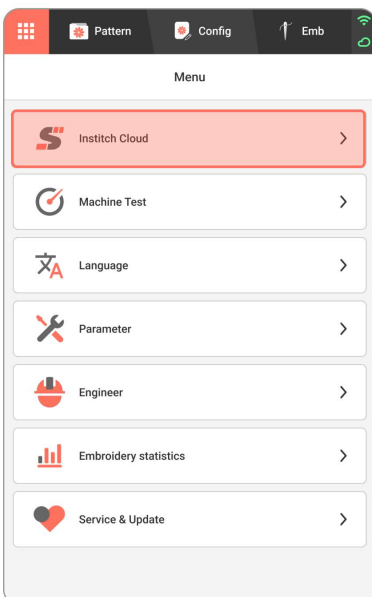 Pattern
Config
Emb
Menu
Institch Cloud
Machine Test
Language
Parameter
Engineer
Embroidery statistics
Service & Update